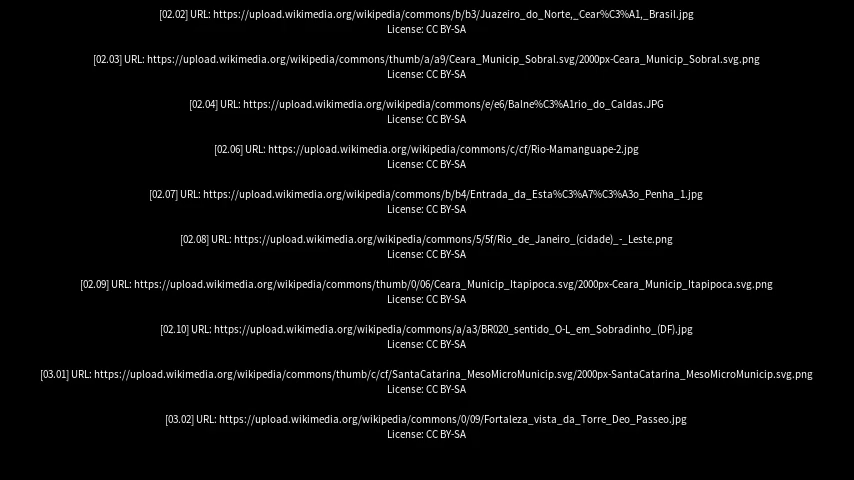 [02.02] URL: https://upload.wikimedia.org/wikipedia/commons/b/b3/Juazeiro_do_Norte,_Cear%C3%A1,_Brasil.jpg
License: CC BY-SA
[02.03] URL: https://upload.wikimedia.org/wikipedia/commons/thumb/a/a9/Ceara_Municip_Sobral.svg/2000px-Ceara_Municip_Sobral.svg.png
License: CC BY-SA
[02.04] URL: https://upload.wikimedia.org/wikipedia/commons/e/e6/Balne%C3%A1rio_do_Caldas.JPG
License: CC BY-SA
[02.06] URL: https://upload.wikimedia.org/wikipedia/commons/c/cf/Rio-Mamanguape-2.jpg
License: CC BY-SA
[02.07] URL: https://upload.wikimedia.org/wikipedia/commons/b/b4/Entrada_da_Esta%C3%A7%C3%A3o_Penha_1.jpg
License: CC BY-SA
[02.08] URL: https://upload.wikimedia.org/wikipedia/commons/5/5f/Rio_de_Janeiro_(cidade)_-_Leste.png
License: CC BY-SA
[02.09] URL: https://upload.wikimedia.org/wikipedia/commons/thumb/0/06/Ceara_Municip_Itapipoca.svg/2000px-Ceara_Municip_Itapipoca.svg.png
License: CC BY-SA
[02.10] URL: https://upload.wikimedia.org/wikipedia/commons/a/a3/BR020_sentido_O-L_em_Sobradinho_(DF).jpg
License: CC BY-SA
[03.01] URL: https://upload.wikimedia.org/wikipedia/commons/thumb/c/cf/SantaCatarina_MesoMicroMunicip.svg/2000px-SantaCatarina_MesoMicroMunicip.svg.png
License: CC BY-SA
[03.02] URL: https://upload.wikimedia.org/wikipedia/commons/0/09/Fortaleza_vista_da_Torre_Deo_Passeo.jpg
License: CC BY-SA